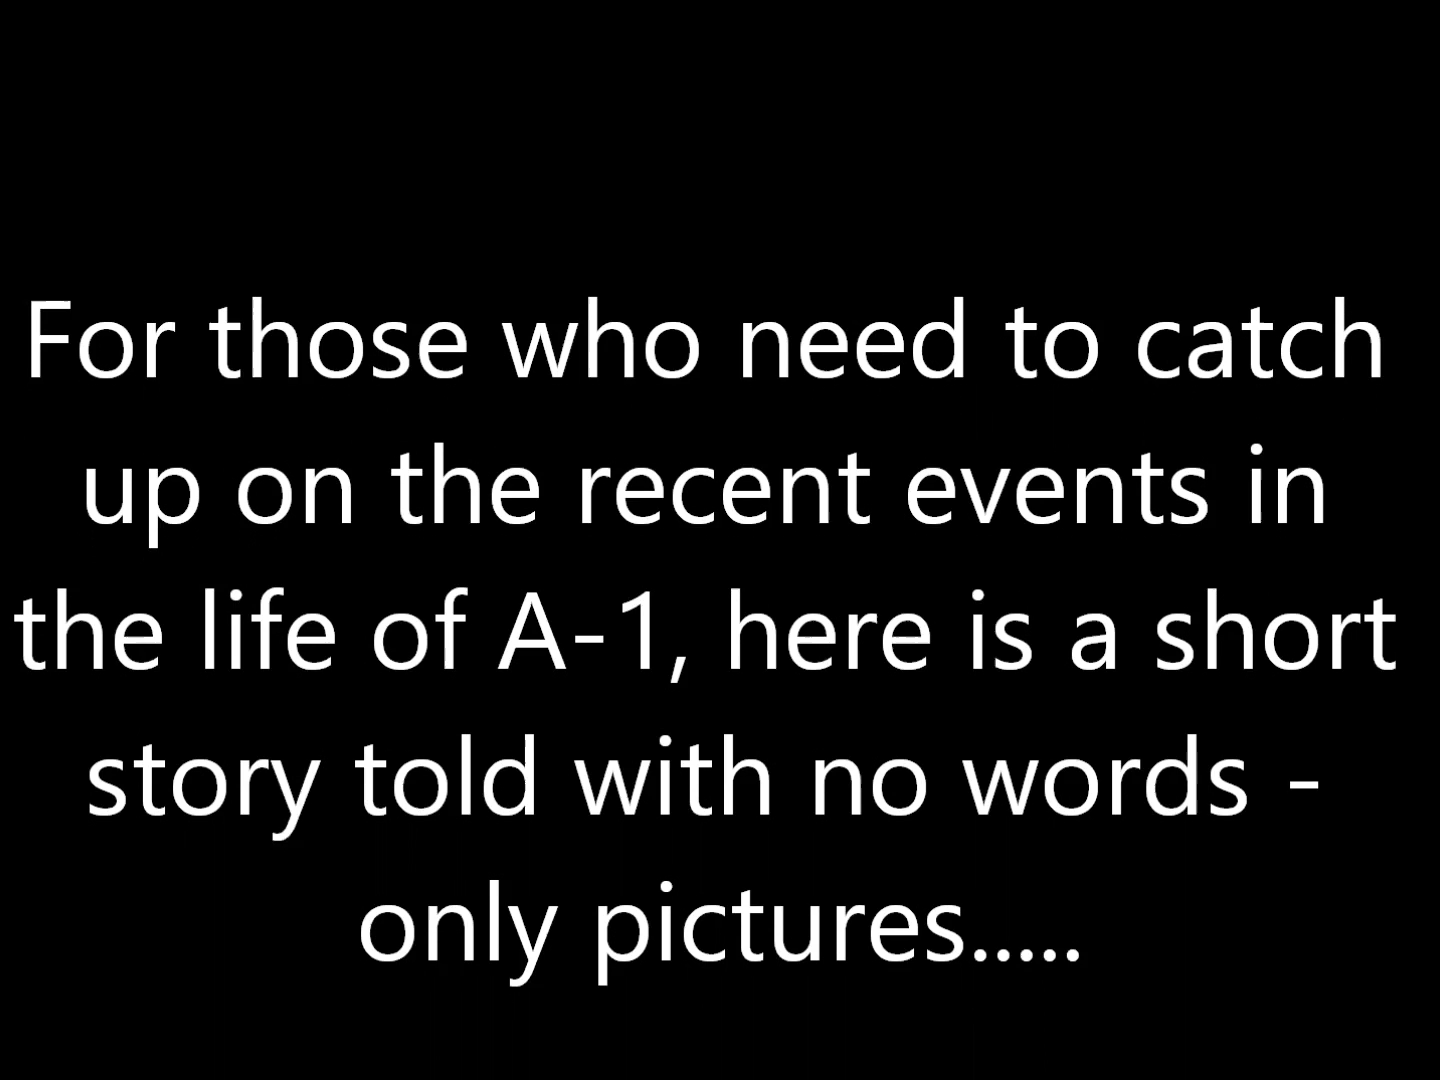 For those who need to catch
up on the recent events in
the life of A-1, here is a short
story told with no words -
only pictures.....